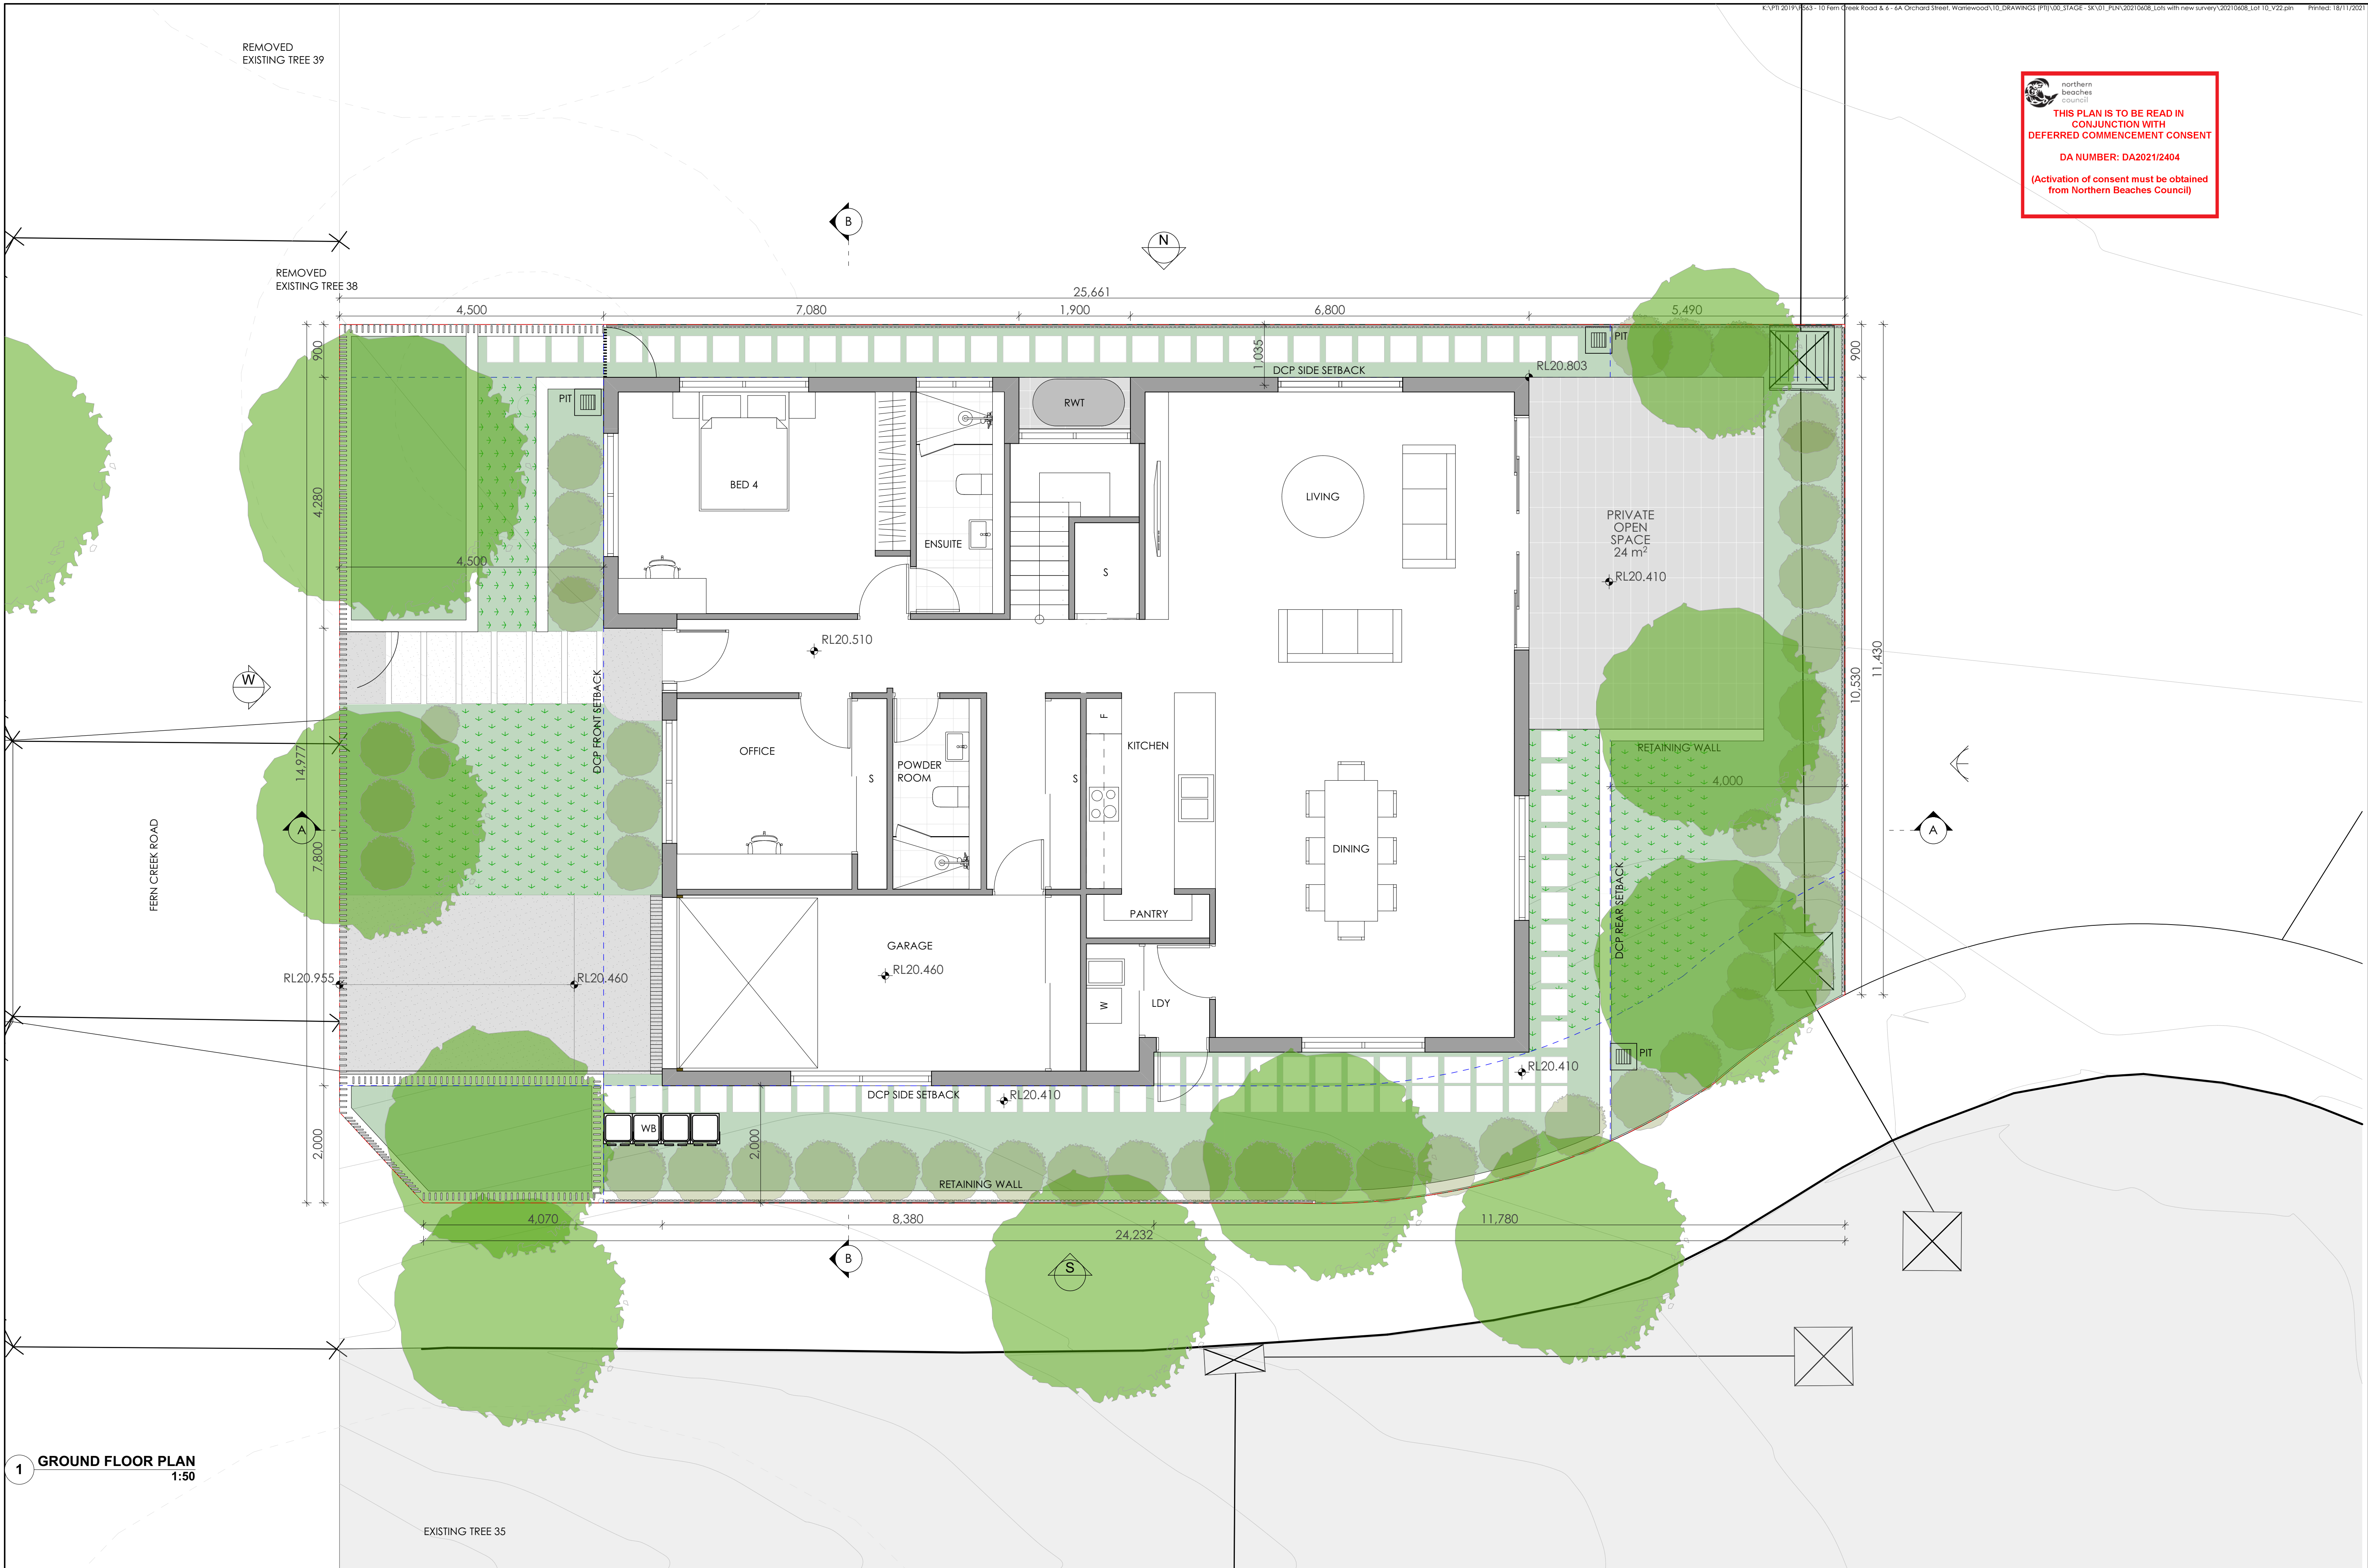 K:\PTI 2019\P563 - 10 Fern Creek Road & 6 - 6A Orchard Street, Warriewood\10_DRAWINGS (PTI)\00_STAGE - SK\01_PLN\20210608_Lots with new survery\20210608_Lot 10_V22.pln Printed: 18/11/2021
REMOVED
EXISTING TREE 39
northern
beaches
council
THIS PLAN IS TO BE READ IN
CONJUNCTION WITH
DEFERRED COMMENCEMENT CONSENT
DA NUMBER: DA2021/2404
(Activation of consent must be obtained
from Northern Beaches Council)
B
N
REMOVED
EXISTING TREE 38
25,661
4,500
7,080
1,900
6,800
5,490
900
1,035
PIT
900
RL20.803
DCP SIDE SETBACK
PIT
RWT
BED 4
LIVING
4,280
PRIVATE
OPEN
SPACE
24 m²
ENSUITE
4,500
S
RL20.410
RL20.510
W
11,430
10,530
DCP FRONT SETBACK
F
KITCHEN
OFFICE
RETAINING WALL
14,977
POWDER
ROOM
S
S
4,000
A
A
7,800
DINING
FERN CREEK ROAD
DCP REAR SETBACK
PANTRY
GARAGE
RL20.460
RL20.955
RL20.460
W
LDY
PIT
RL20.410
DCP SIDE SETBACK
RL20.410
WB
2,000
2,000
RETAINING WALL
4,070
8,380
11,780
24,232
B
S
1
GROUND FLOOR PLAN
1:50
EXISTING TREE 35